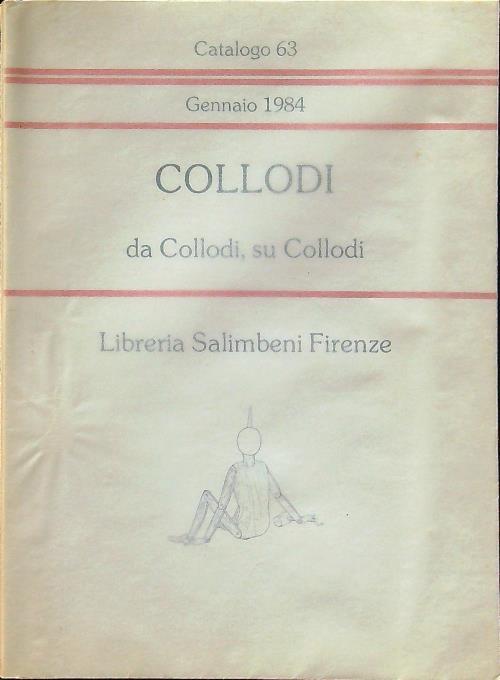 Catalogo 63
Gennaio 1984
COLLODI
da Collodi, su Collodi
Libreria Salimbeni Firenze